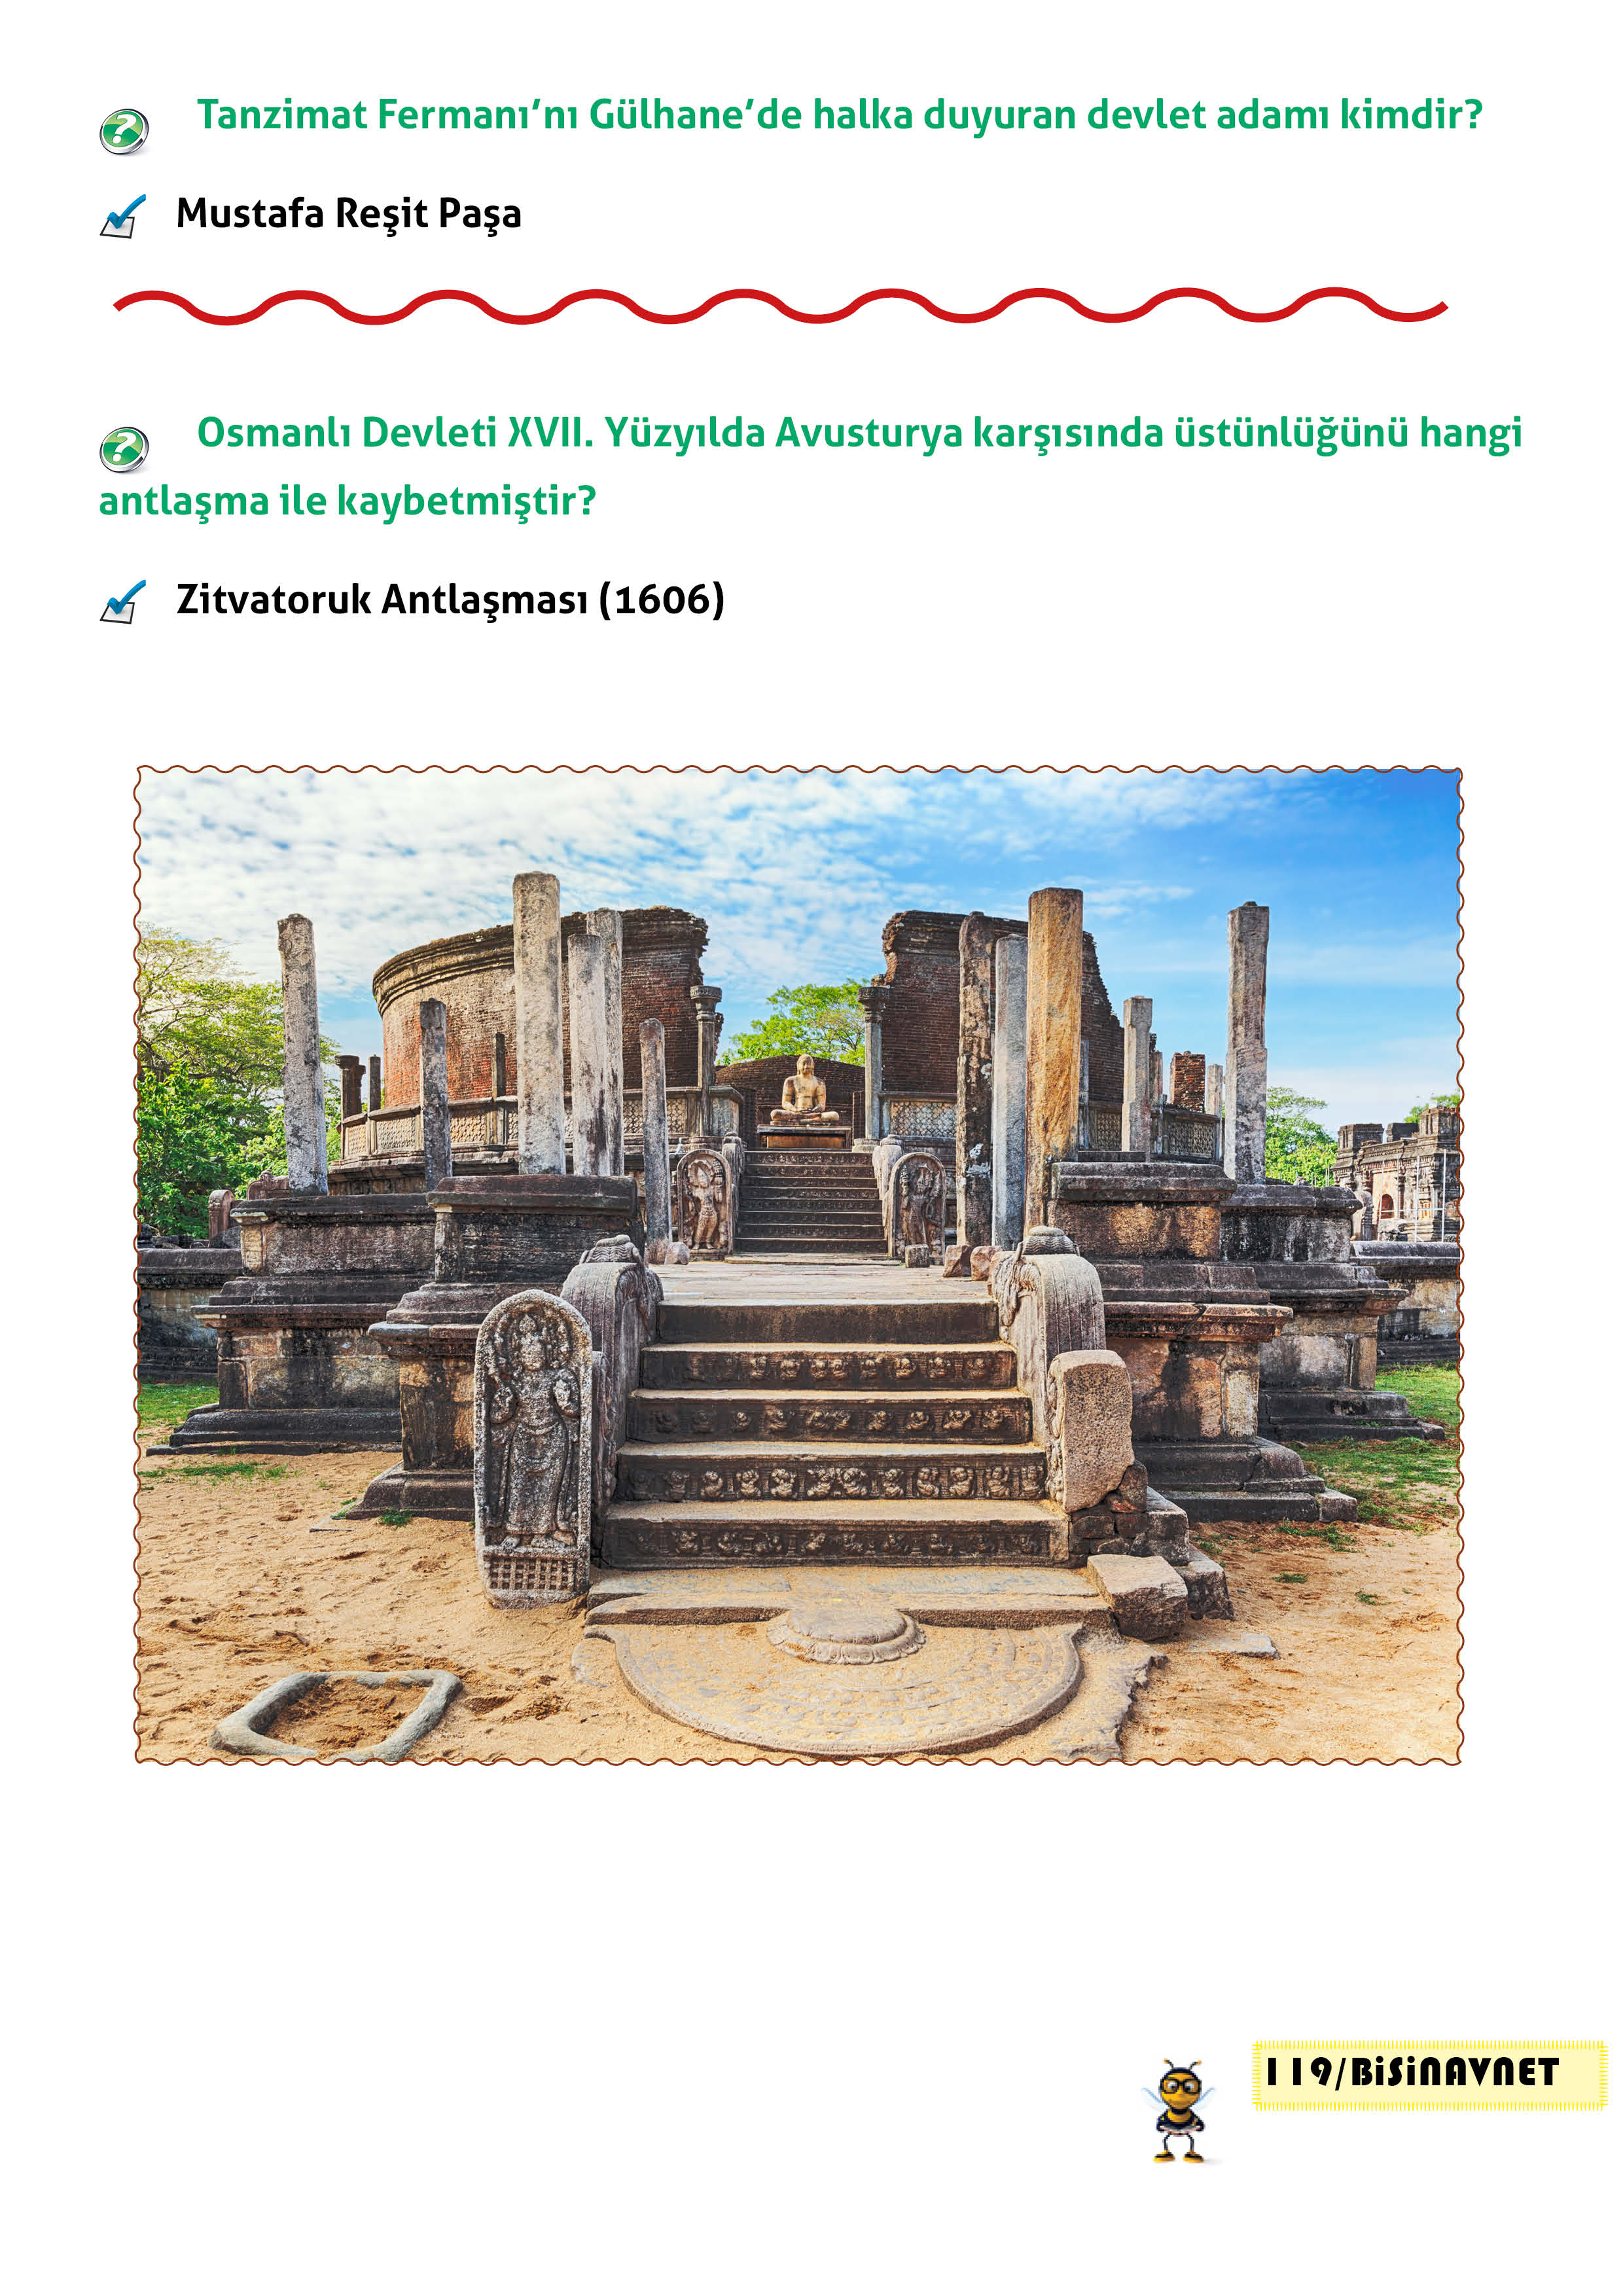 Tanzimat Fermanı’nı Gülhane’de halka duyuran devlet adamı kimdir?
Mustafa Reşit Paşa
Osmanlı Devleti XVII. Yüzyılda Avusturya karşısında üstünlüğünü hangi
antlaşma ile kaybetmiştir?
Zitvatoruk Antlaşması (1606)
119/BiSiNAVNET